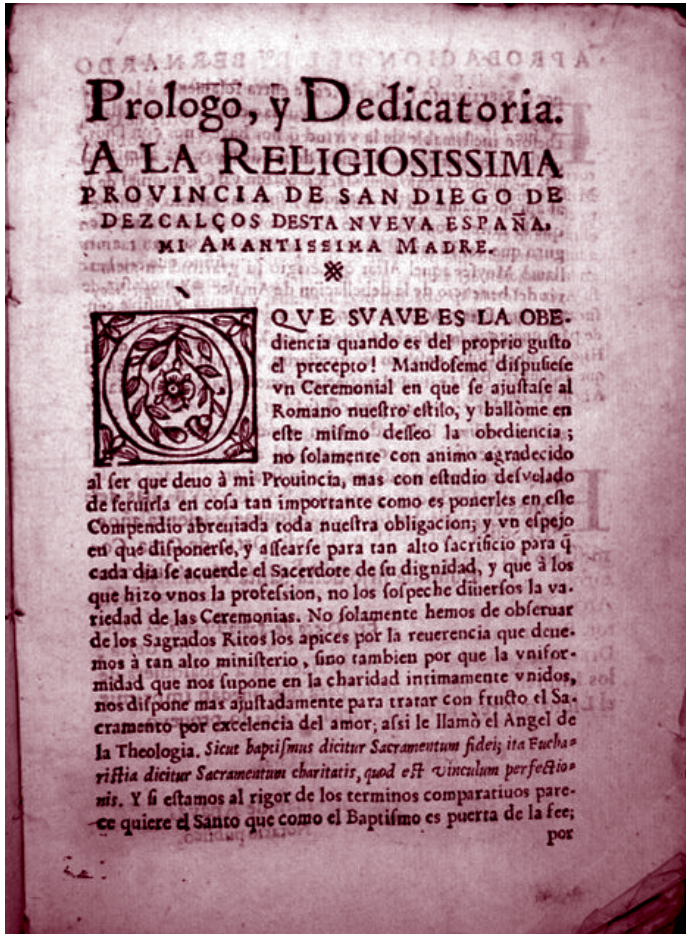 Prologo, y Dedicatoria.
A LA RELIGIOSISSIMA
PROVINCIA DE SAN DIEGO DE
DEZCALÇOS DESTA NVEVA ESPAÑA,
MI AMANTISSIMA MADRE.
O QVE SVAVE ES LA OBE-
diencia quando es del proprio gusto
el precepto! Mandoseme dispusiese
vn Ceremonial en que se ajustase al
Romano nuestro estilo, y hallòme en
este mismo desseo la obediencia;
no solamente con animo agradecido
al ser que deuo à mi Prouincia, mas con estudio desvelado
de seruirla en cosa tan importante como es ponerles en este
Compendio abreuiada toda nuestra obligacion; y vn espejo
en que disponerse, y assearse para tan alto sacrificio para q̃
cada dia se acuerde el Sacerdote de su dignidad, y que à los
que hizo vnos la profession, no los sospeche diuersos la va-
riedad de las Ceremonias. No solamente hemos de obseruar
de los Sagrados Ritos los apices por la reuerencia que deue-
mos à tan alto ministerio, sino tambien por que la vnifor-
midad que nos supone en la charidad intimamente vnidos,
nos dispone mas ajustadamente para tratar con fructo el Sa-
cramento por excelencia del amor; assi le llamò el Angel de
la Theologia. Sicut baptismus dicitur Sacramentum fidei; ita Eucha-
ristia dicitur Sacramentum charitatis, quod est vinculum perfectio-
nis. Y si estamos al rigor de los terminos comparatiuos pare-
ce quiere el Santo que como el Baptismo es puerta de la fee;
por